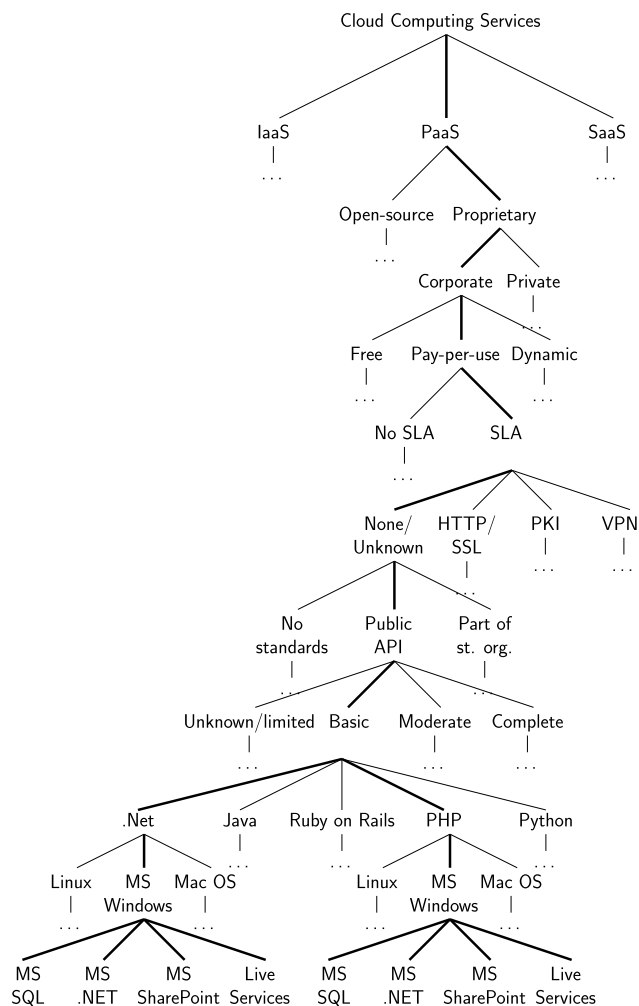 Cloud Computing Services
IaaS PaaS SaaS
. . . . . .
Open-source Proprietary
. . .
Corporate Private
. . .
Free Pay-per-use Dynamic
. . . . . .
No SLA SLA
. . .
None/ HTTP/ PKI VPN
Unknown SSL
. . . . . .
. . .
No Public Part of
standards API st. org.
. . . . . .
Unknown/limited Basic Moderate Complete
. . . . . . . . .
.Net Java Ruby on Rails PHP Python
. . . . . . . . .
Linux MS Mac OS Linux MS Mac OS
Windows Windows
. . . . . . . . . . . .
MS MS MS Live MS MS MS Live
SQL .NET SharePoint Services SQL .NET SharePoint Services